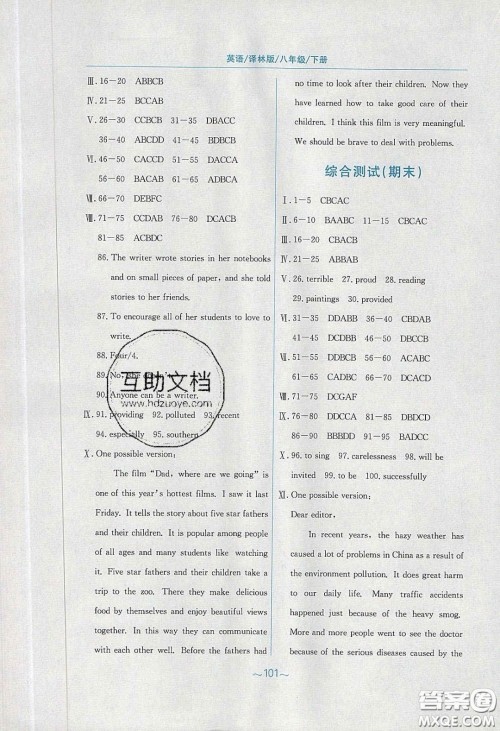 英语/译林版/八年级/下册
Ⅲ. 16-20 ABBCB
Ⅳ. 21-25 BCCAB
Ⅴ. 26-30 CCBCB 31-35 DBACC
36-40 ABCDD 41-45 BDBCB
Ⅵ. 46-50 CACCD 51-55 DACCA
56-60 BACAB 61-65 ADBCA
Ⅶ. 66-70 DEBFC
Ⅷ. 71-75 CCDAB 76-80 DCACB
81-85 ACBDC
86. The writer wrote stories in her notebooks
and on small pieces of paper, and she told
stories to her friends.
87. To encourage all of her students to love to
write.
88. Four/4.
89. No,
90. Anyone can be a writer.
Ⅸ. 91. providing 92. polluted 93. recent
94. especially 95. southern
Ⅹ. One possible version:
The film “Dad, where are we going” is
one of this year's hottest films. I saw it last
Friday. It tells the story about five star fathers
and their children. It is popular among people
of all ages and many students like watching
it. Five star fathers and their children take a
trip to the zoo. There they make delicious
food by themselves and enjoy beautiful views
together. In this way they can communicate
with each other well. Before the fathers had
no time to look after their children. Now they
have learned how to take good care of their
children. I think this film is very meaningful.
We should be brave to deal with problems.
综合测试(期末)
Ⅰ. 1-5 CBCAC
Ⅱ. 6-10 BAABC 11-15 CBCAC
Ⅲ. 16-20 CBACB
Ⅳ. 21-25 ABBAB
Ⅴ. 26. terrible 27. proud 28. reading
29. paintings 30. provided
Ⅵ. 31-35 DDABB 36-40 CBDAB
41-45 DCDBB 46-50 DBBCD
Ⅶ. 51-55 DDBCB 56-60 ACABC
61-65 CADBC 66-70 DCACD
Ⅷ. 71-75 DCGAF
Ⅸ. 76-80 DDCCA 81-85 DBDCD
86-90 BBBDD 91-95 BADCC
Ⅹ. 96. to sing 97. carelessness 98. will be
invited 99. to be 100. successfully
Ⅺ. One possible version:
Dear editor,
In recent years, the hazy weather has
caused a lot of problems in China as a result of
the environment pollution. It does great harm
to our daily life. Many traffic accidents
happened just because of the heavy smog.
More and more people went to see the doctor
because of the serious diseases caused by the
互助文档
www.hdzuoye.com
~101~
答案圈
MXQE.COM